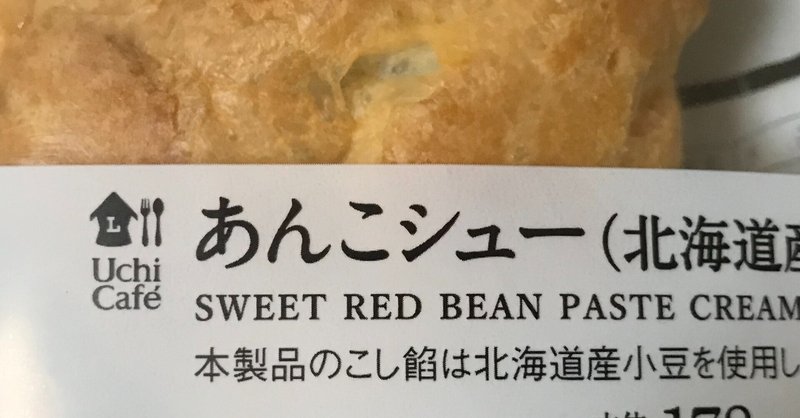 L
Uchi
Café
あんこシュー(北海道産
SWEET RED BEAN PASTE CREAM
本製品のこし餡は北海道産小豆を使用し